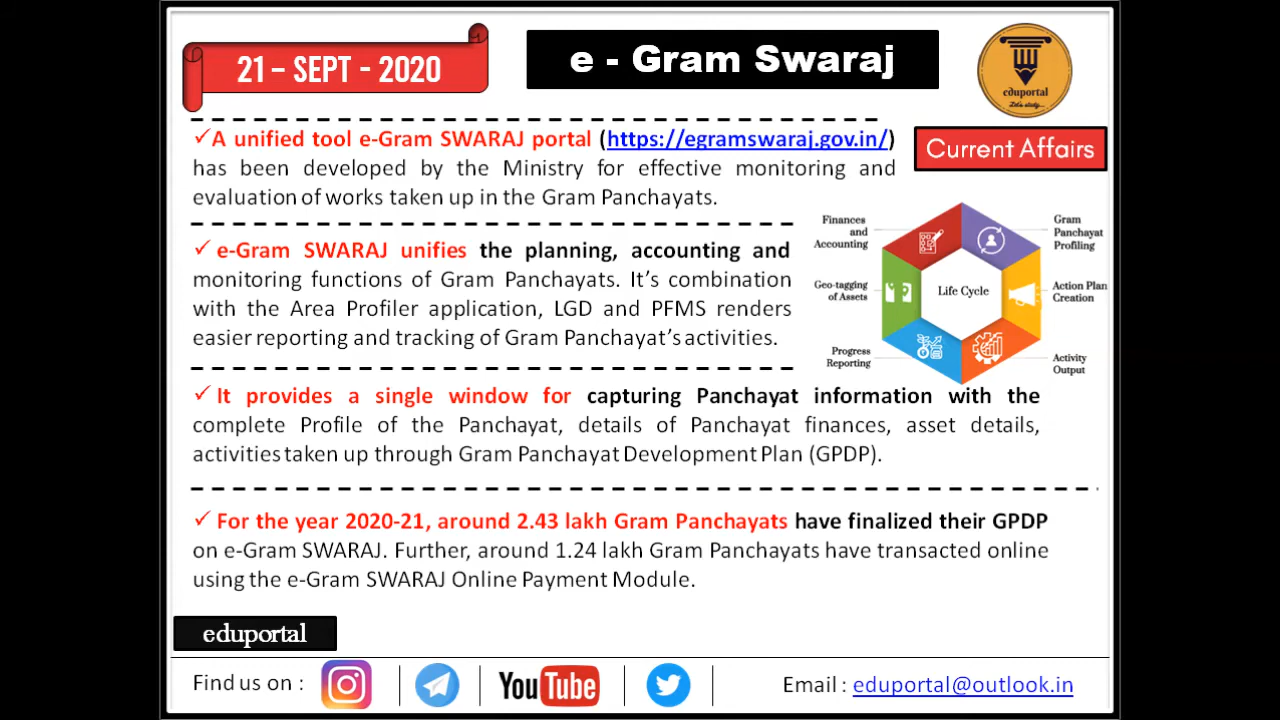 21 – SEPT - 2020
e - Gram Swaraj
eduportal
Let's study...
Current Affairs
✓A unified tool e-Gram SWARAJ portal (https://egramswaraj.gov.in/)
has been developed by the Ministry for effective monitoring and
evaluation of works taken up in the Gram Panchayats.
✓ e-Gram SWARAJ unifies the planning, accounting and
monitoring functions of Gram Panchayats. It's combination
with the Area Profiler application, LGD and PFMS renders
easier reporting and tracking of Gram Panchayat's activities.
Finances
and
Accounting
Gram
Panchayat
Profiling
Geo-tagging
of Assets
Life Cycle
Action Plan
Creation
Progress
Reporting
Activity
Output
✓ It provides a single window for capturing Panchayat information with the
complete Profile of the Panchayat, details of Panchayat finances, asset details,
activities taken up through Gram Panchayat Development Plan (GPDP).
✓ For the year 2020-21, around 2.43 lakh Gram Panchayats have finalized their GPDP
on e-Gram SWARAJ. Further, around 1.24 lakh Gram Panchayats have transacted online
using the e-Gram SWARAJ Online Payment Module.
eduportal
Find us on :
YouTube
Email : eduportal@outlook.in